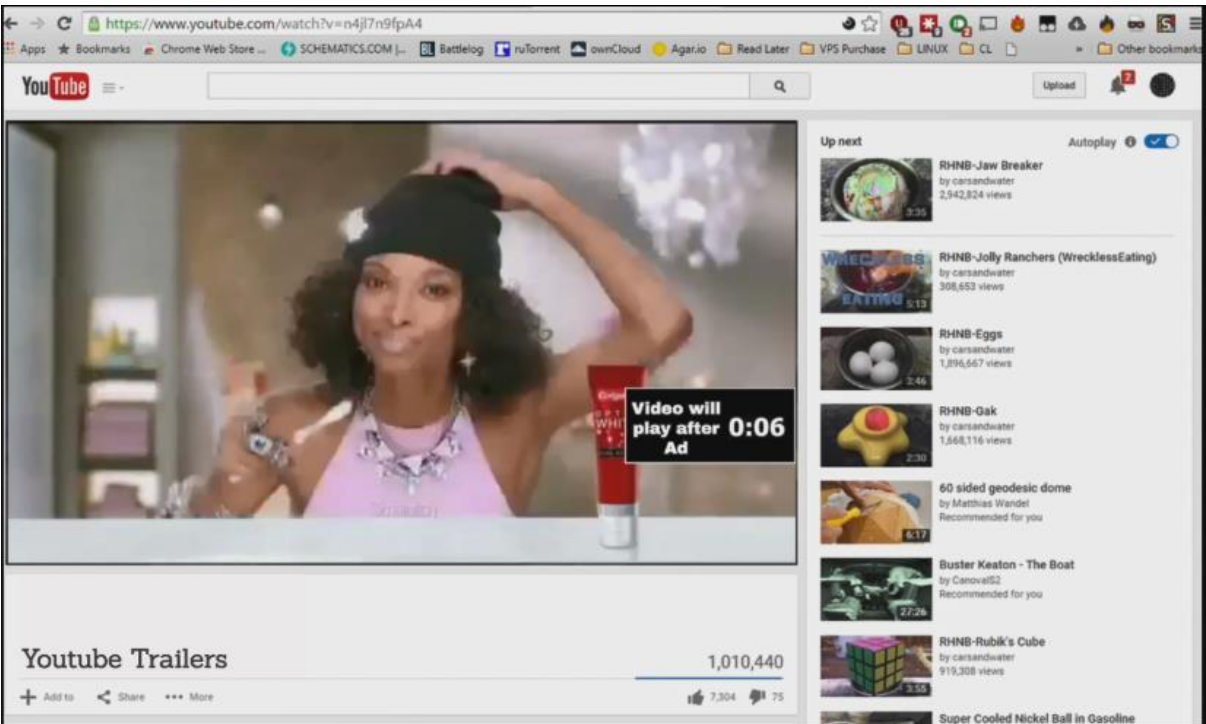 https://www.youtube.com/watch?v=n4jl7n9fpA4
Apps Bookmarks Chrome Web Store ... SCHEMATICS.COM |... BL Battlelog ruTorrent ownCloud Agar.io Read Later VPS Purchase LINUX CL » Other bookmarks
YouTube
Upload
2
Video will
play after
Ad
0:06
Youtube Trailers
1,010,440
Add to Share More
7,304 75
Up next
Autoplay
RHNB-Jaw Breaker
by carsandwater
2,942,824 views
3:35
RHNB-Jolly Ranchers (WrecklessEating)
by carsandwater
308,653 views
WRECKLESS
EATING
5:13
RHNB-Eggs
by carsandwater
1,896,667 views
3:46
RHNB-Gak
by carsandwater
1,668,116 views
2:30
60 sided geodesic dome
by Matthias Wandel
Recommended for you
6:17
Buster Keaton - The Boat
by CanovalS2
Recommended for you
27:26
RHNB-Rubik's Cube
by carsandwater
919,308 views
3:55
Super Cooled Nickel Ball in Gasoline